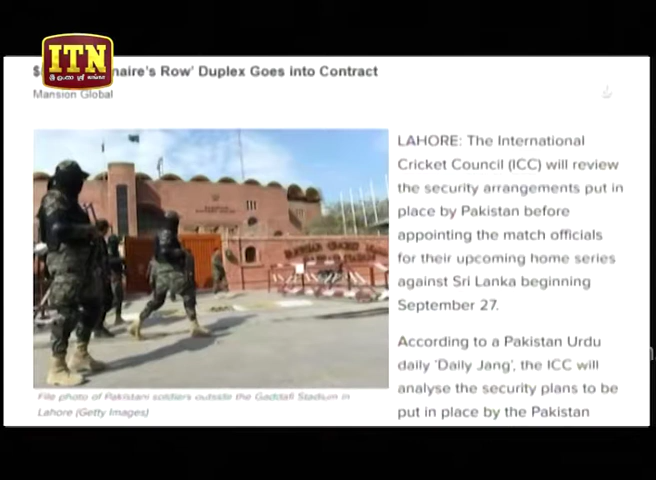 ITN
$
naire's Row' Duplex Goes into Contract
Mansion Global
LAHORE: The International
Cricket Council (ICC) will review
the security arrangements put in
place by Pakistan before
appointing the match officials
for their upcoming home series
against Sri Lanka beginning
September 27.
According to a Pakistan Urdu
daily 'Daily Jang', the ICC will
analyse the security plans to be
put in place by the Pakistan
File photo of Pakistani soldiers outside the Gaddafi Stadium in
Lahore (Getty Images)